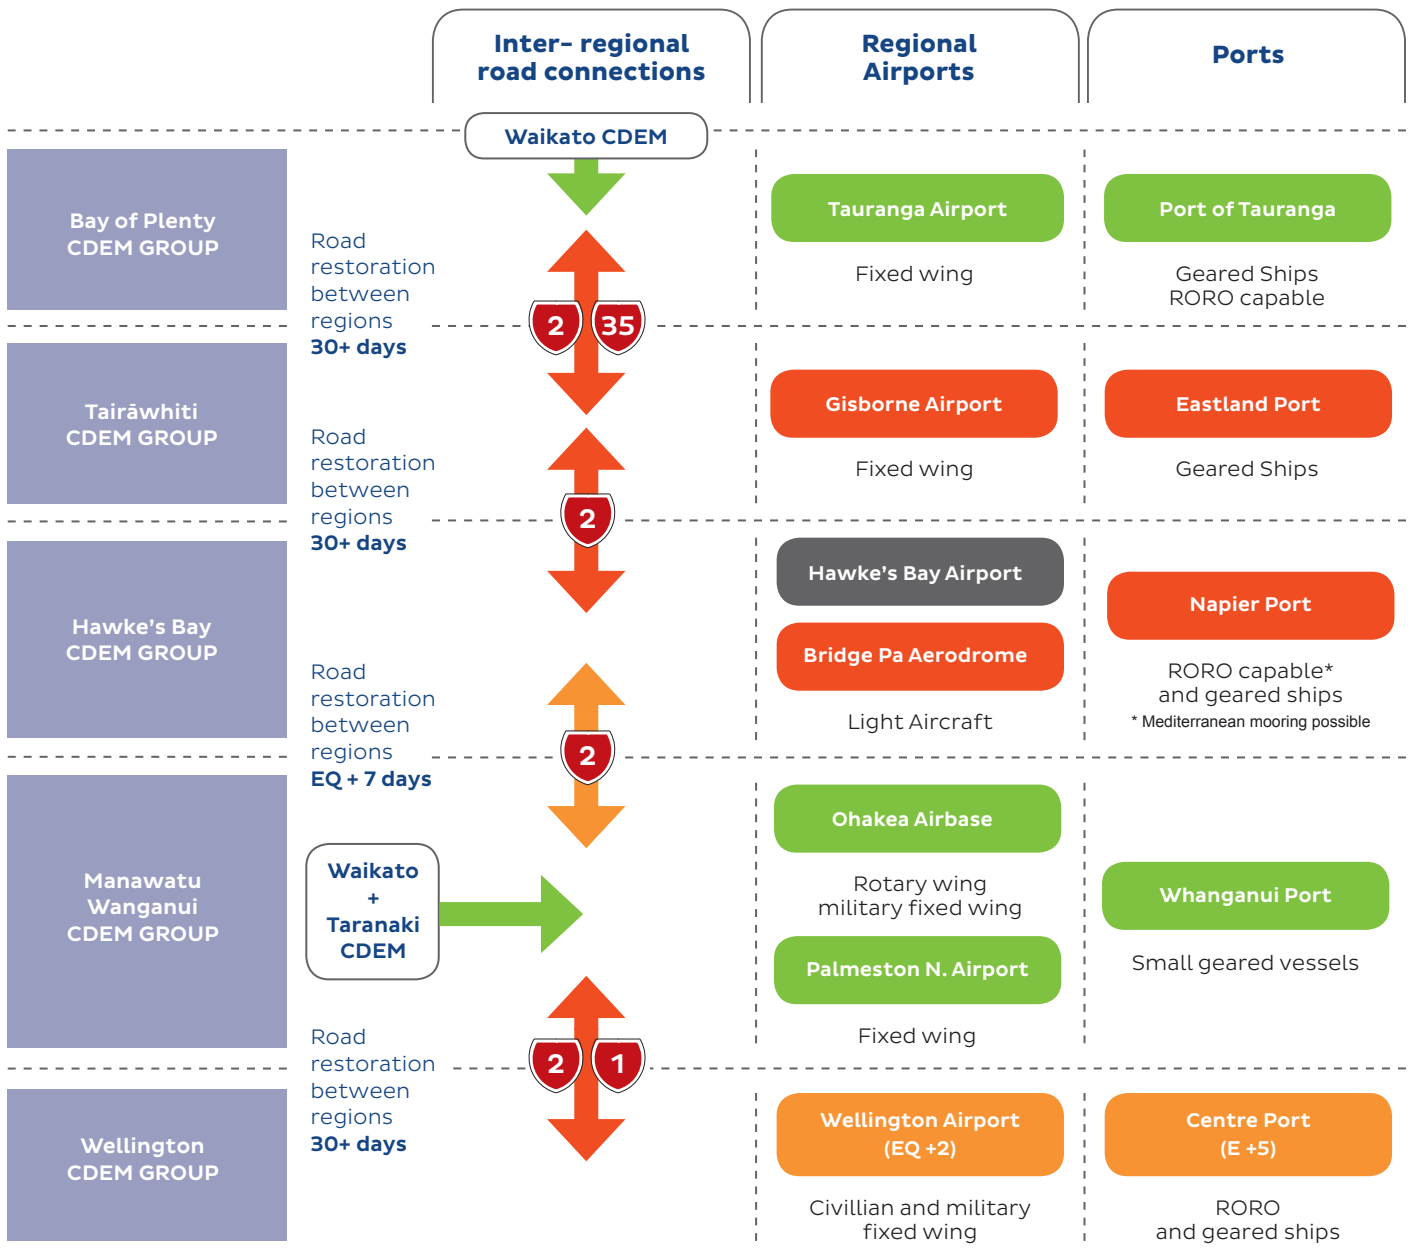 Inter- regional
road connections
Regional
Airports
Ports
Waikato CDEM
Bay of Plenty
CDEM GROUP
Road
restoration
between
regions
30+ days
2
35
Tauranga Airport
Fixed wing
Port of Tauranga
Geared Ships
RORO capable
Tairāwhiti
CDEM GROUP
Road
restoration
between
regions
30+ days
2
Gisborne Airport
Fixed wing
Eastland Port
Geared Ships
Hawke's Bay
CDEM GROUP
Road
restoration
between
regions
EQ + 7 days
2
Hawke's Bay Airport
Bridge Pa Aerodrome
Light Aircraft
Napier Port
RORO capable*
and geared ships
* Mediterranean mooring possible
Manawatu
Wanganui
CDEM GROUP
Waikato
+
Taranaki
CDEM
Ohakea Airbase
Rotary wing
military fixed wing
Palmeston N. Airport
Fixed wing
Whanganui Port
Small geared vessels
Road
restoration
between
regions
30+ days
2
1
Wellington
CDEM GROUP
Wellington Airport
(EQ +2)
Civillian and military
fixed wing
Centre Port
(E +5)
RORO
and geared ships